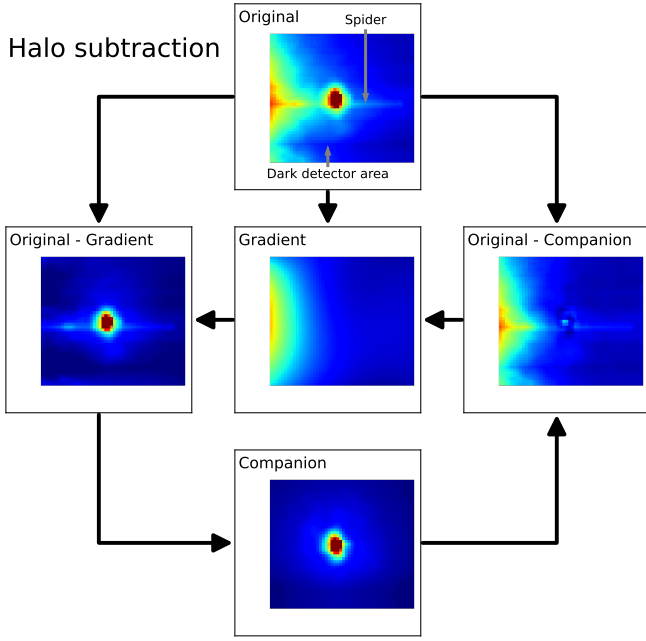 Halo subtraction
Original
Spider
Dark detector area
Original - Gradient
Gradient
Original - Companion
Companion